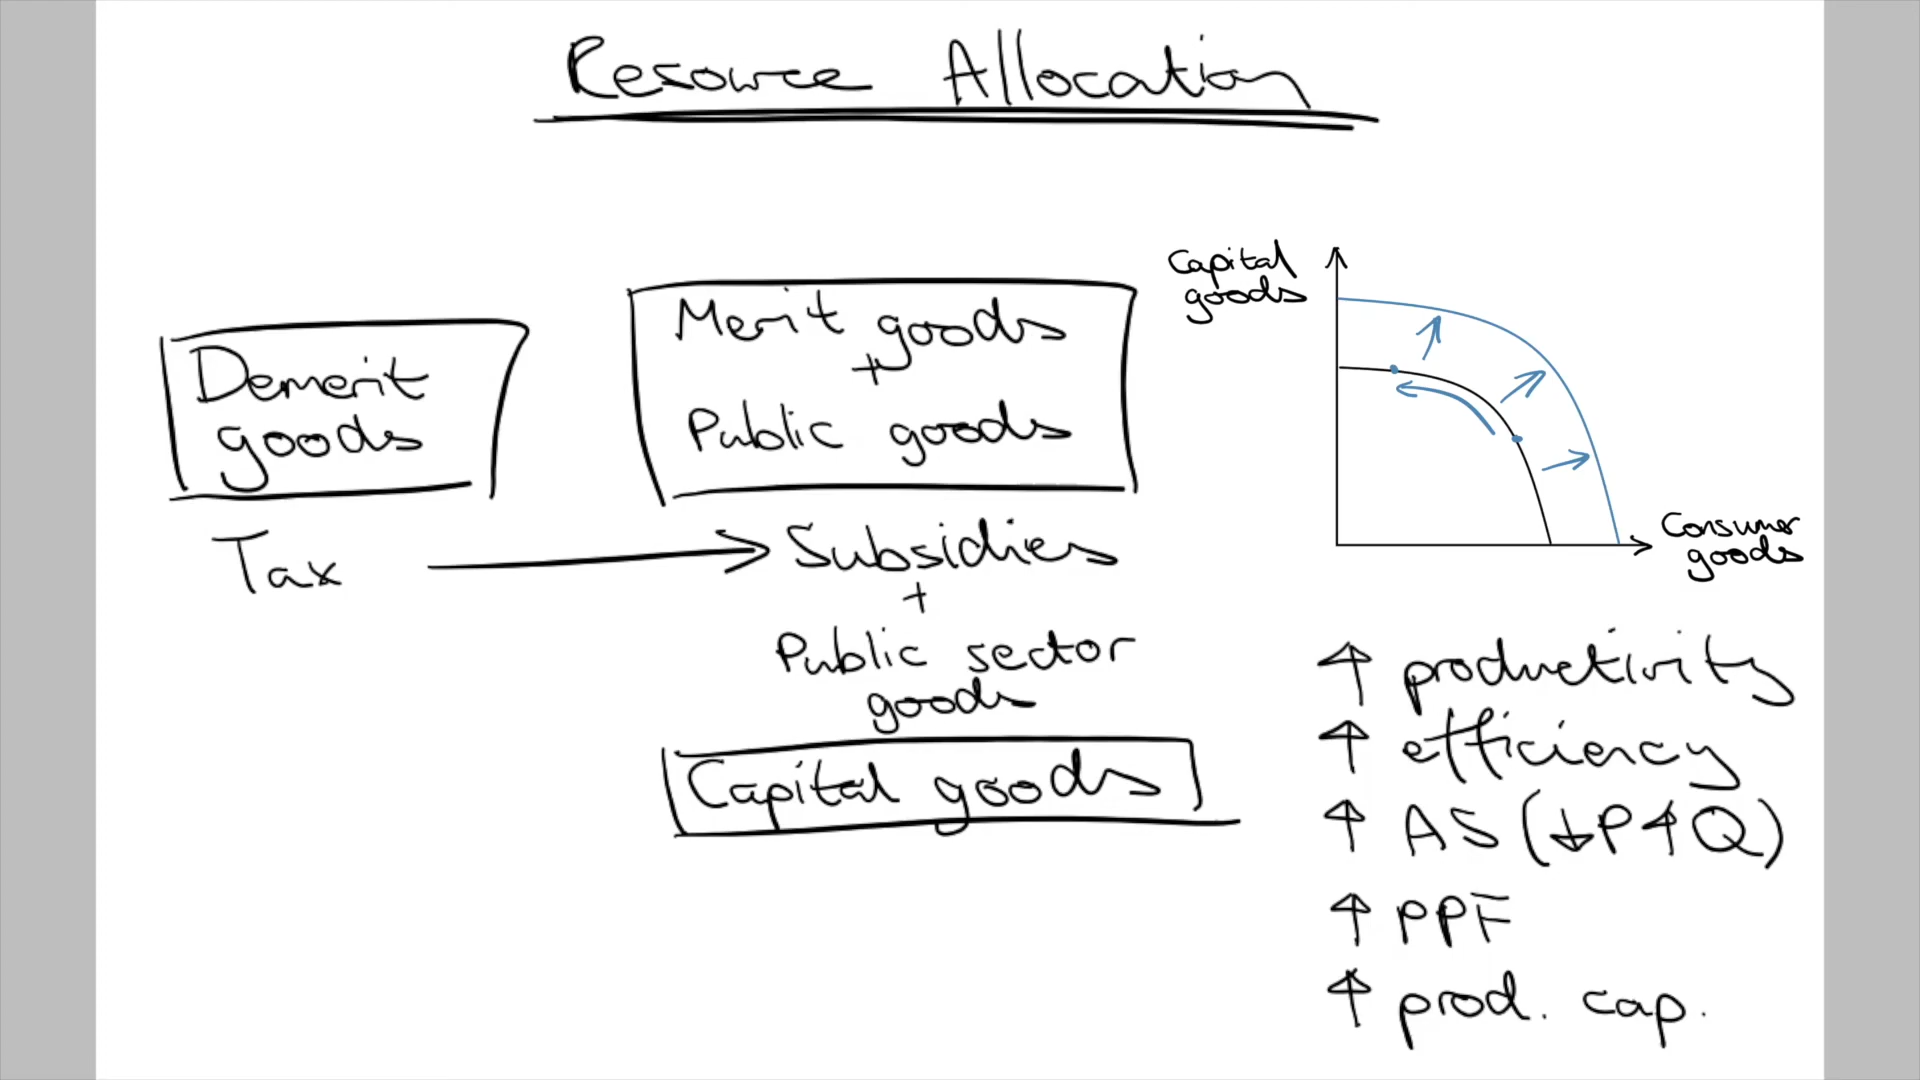 Resource Allocation
Demerit
goods
Tax
Merit goods
+
Public goods
Subsidies
+
Public sector
goods
Capital goods
Capital
goods
Consumer
goods
↑ productivity
↑ efficiency
↑ AS (↓P↑Q)
↑ PPF
↑ prod. cap.